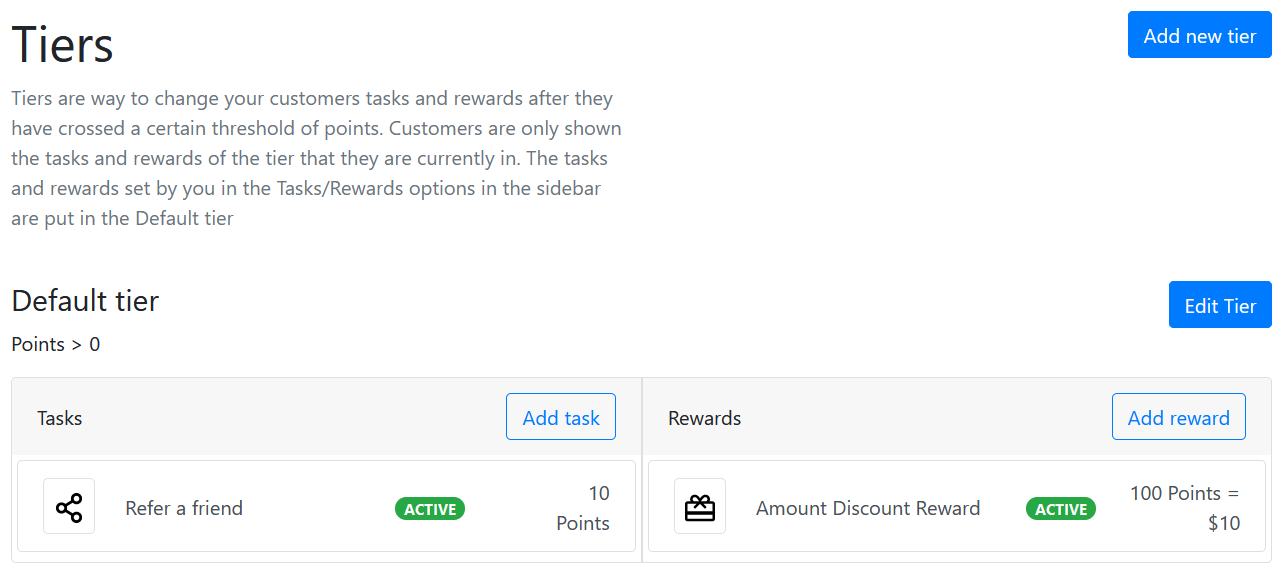 Tiers
Add new tier
Tiers are way to change your customers tasks and rewards after they
have crossed a certain threshold of points. Customers are only shown
the tasks and rewards of the tier that they are currently in. The tasks
and rewards set by you in the Tasks/Rewards options in the sidebar
are put in the Default tier
Default tier
Edit Tier
Points > 0
Tasks
Add task
Refer a friend
ACTIVE
10
Points
Rewards
Add reward
Amount Discount Reward
ACTIVE
100 Points =
$10